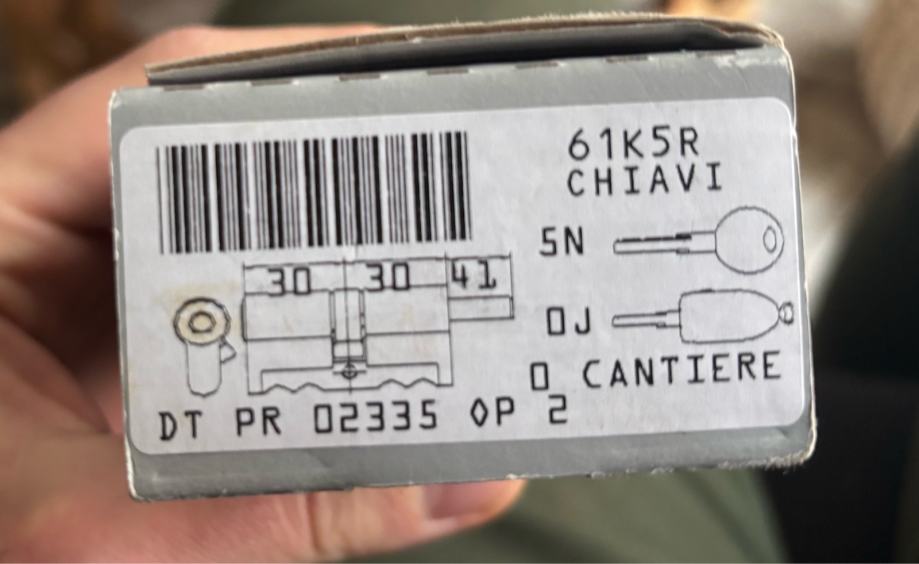 61K5R
CHIAVI
5N
30 30 41
0J
0 CANTIERE
DT PR 02335 OP 2